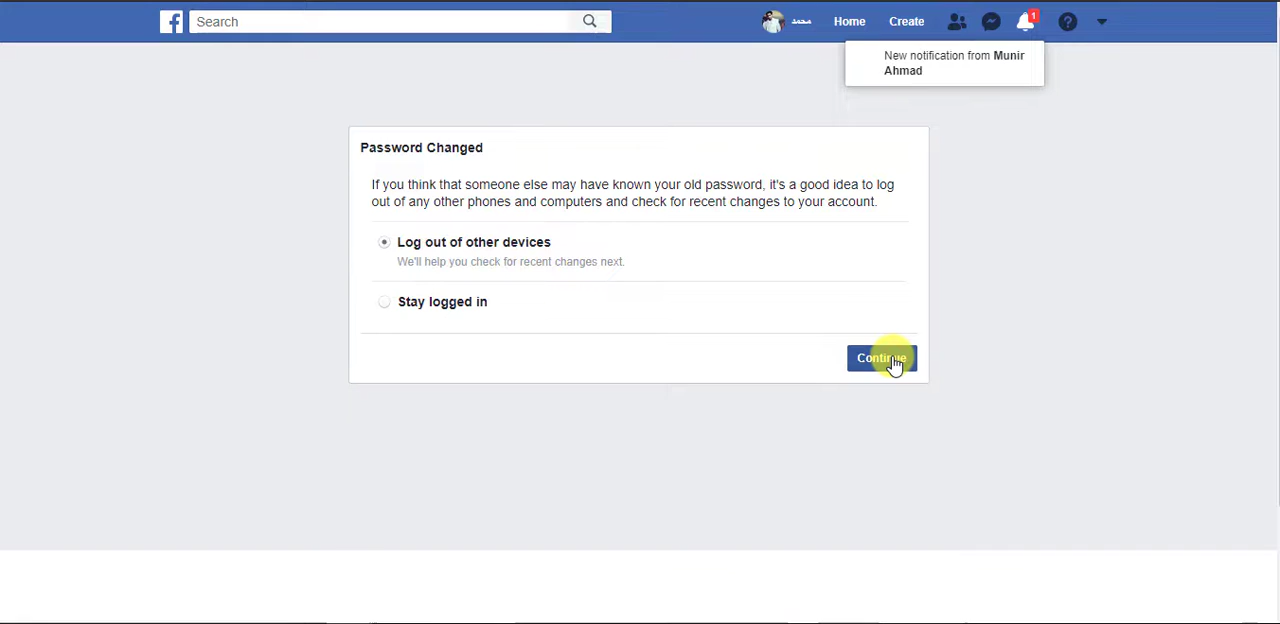 Search
محمد
Home
Create
1
New notification from Munir
Ahmad
Password Changed
If you think that someone else may have known your old password, it's a good idea to log
out of any other phones and computers and check for recent changes to your account.
Log out of other devices
We'll help you check for recent changes next.
Stay logged in
Continue